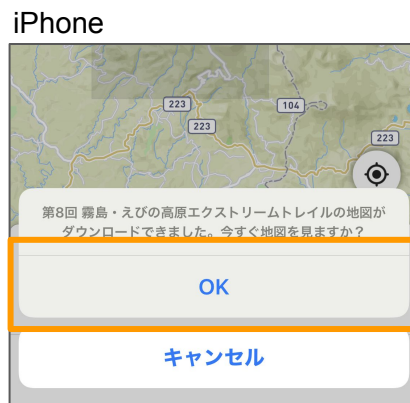 iPhone
223
104
223
223
第8回 霧島・えびの高原エクストリームトレイルの地図が
ダウンロードできました。今すぐ地図を見ますか？
OK
キャンセル